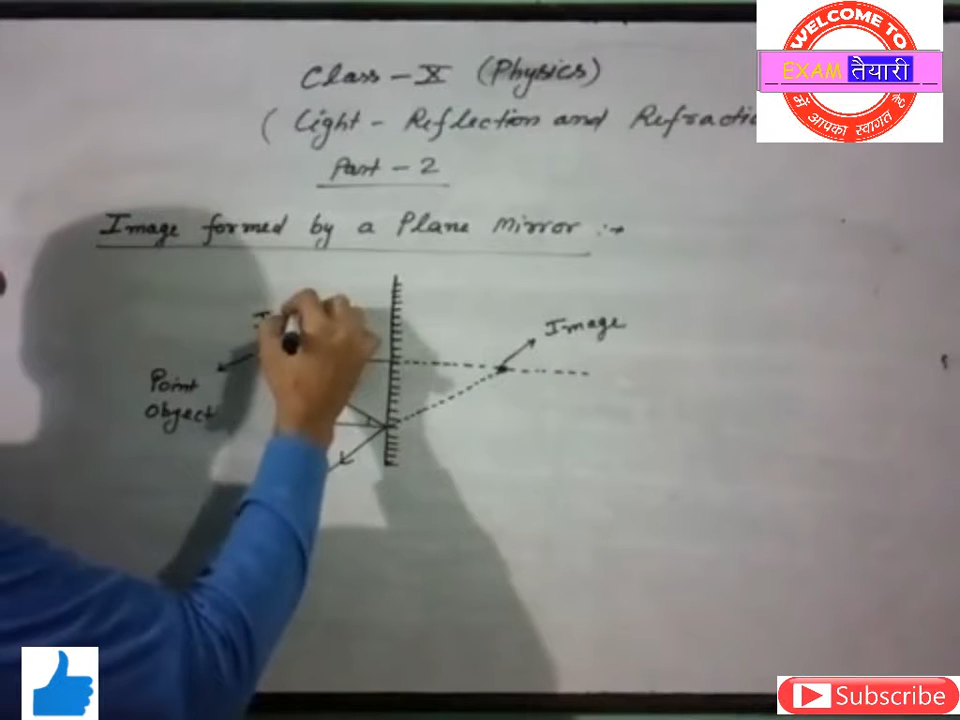 WELCOME TO
EXAM तैयारी
में आपका स्वागत है
Class - X (Physics)
( Light - Reflection and
Part - 2
Image formed by a Plane Mirror :→
Image
Point
Object
Subscribe